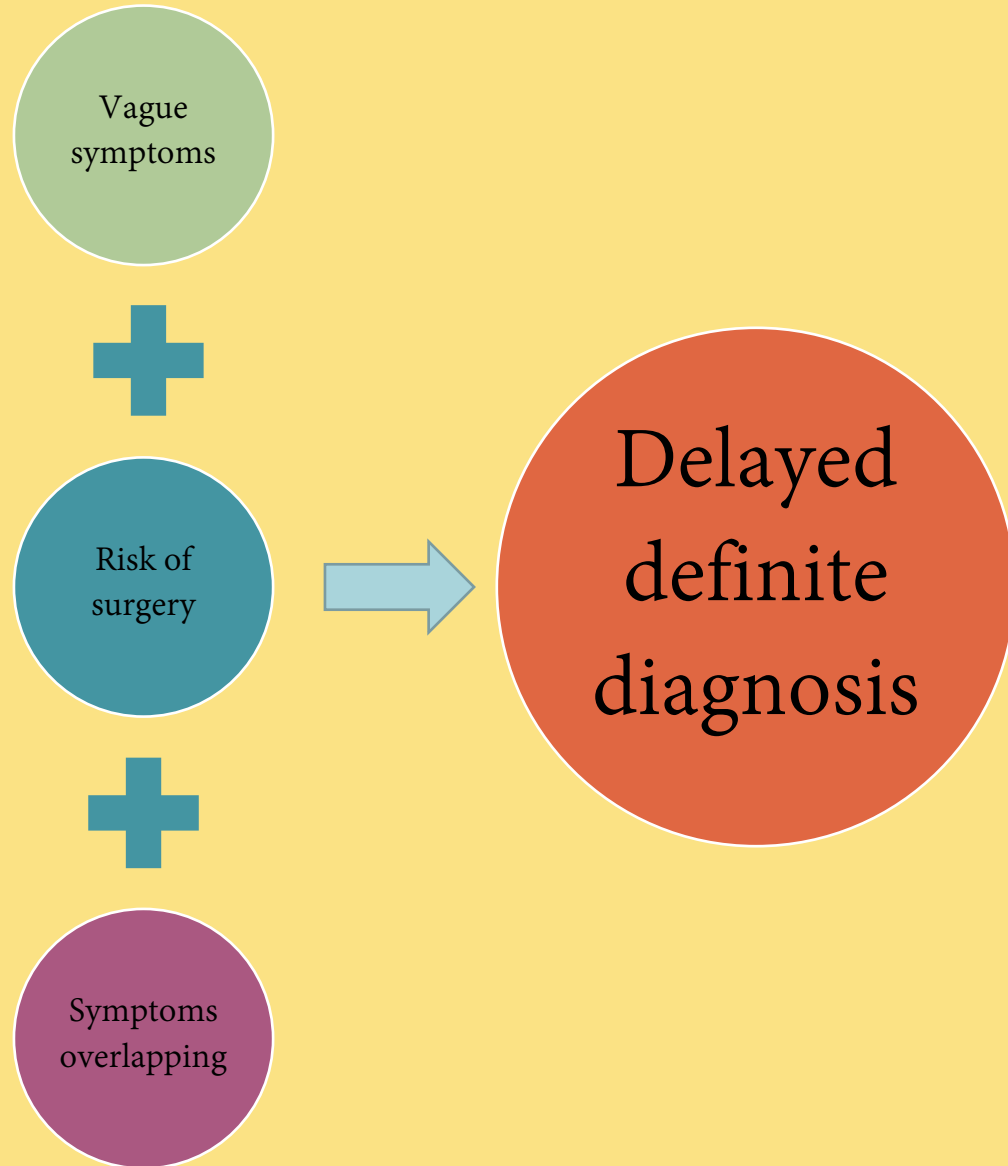 Vague
symptoms
Risk of
surgery
Symptoms
overlapping
Delayed
definite
diagnosis